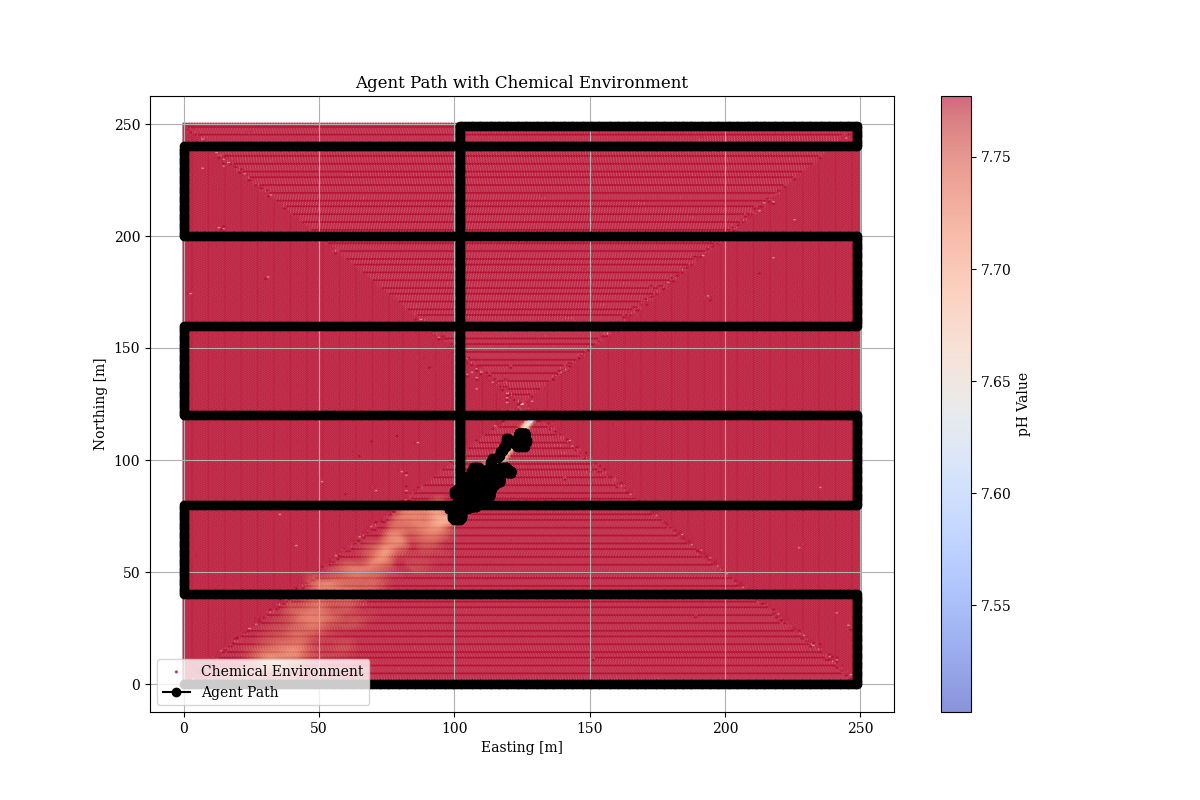 Agent Path with Chemical Environment
250
200
150
100
50
0
Northing [m]
0 50 100 150 200 250
Easting [m]
Chemical Environment
Agent Path
7.75
7.70
7.65
7.60
7.55
pH Value